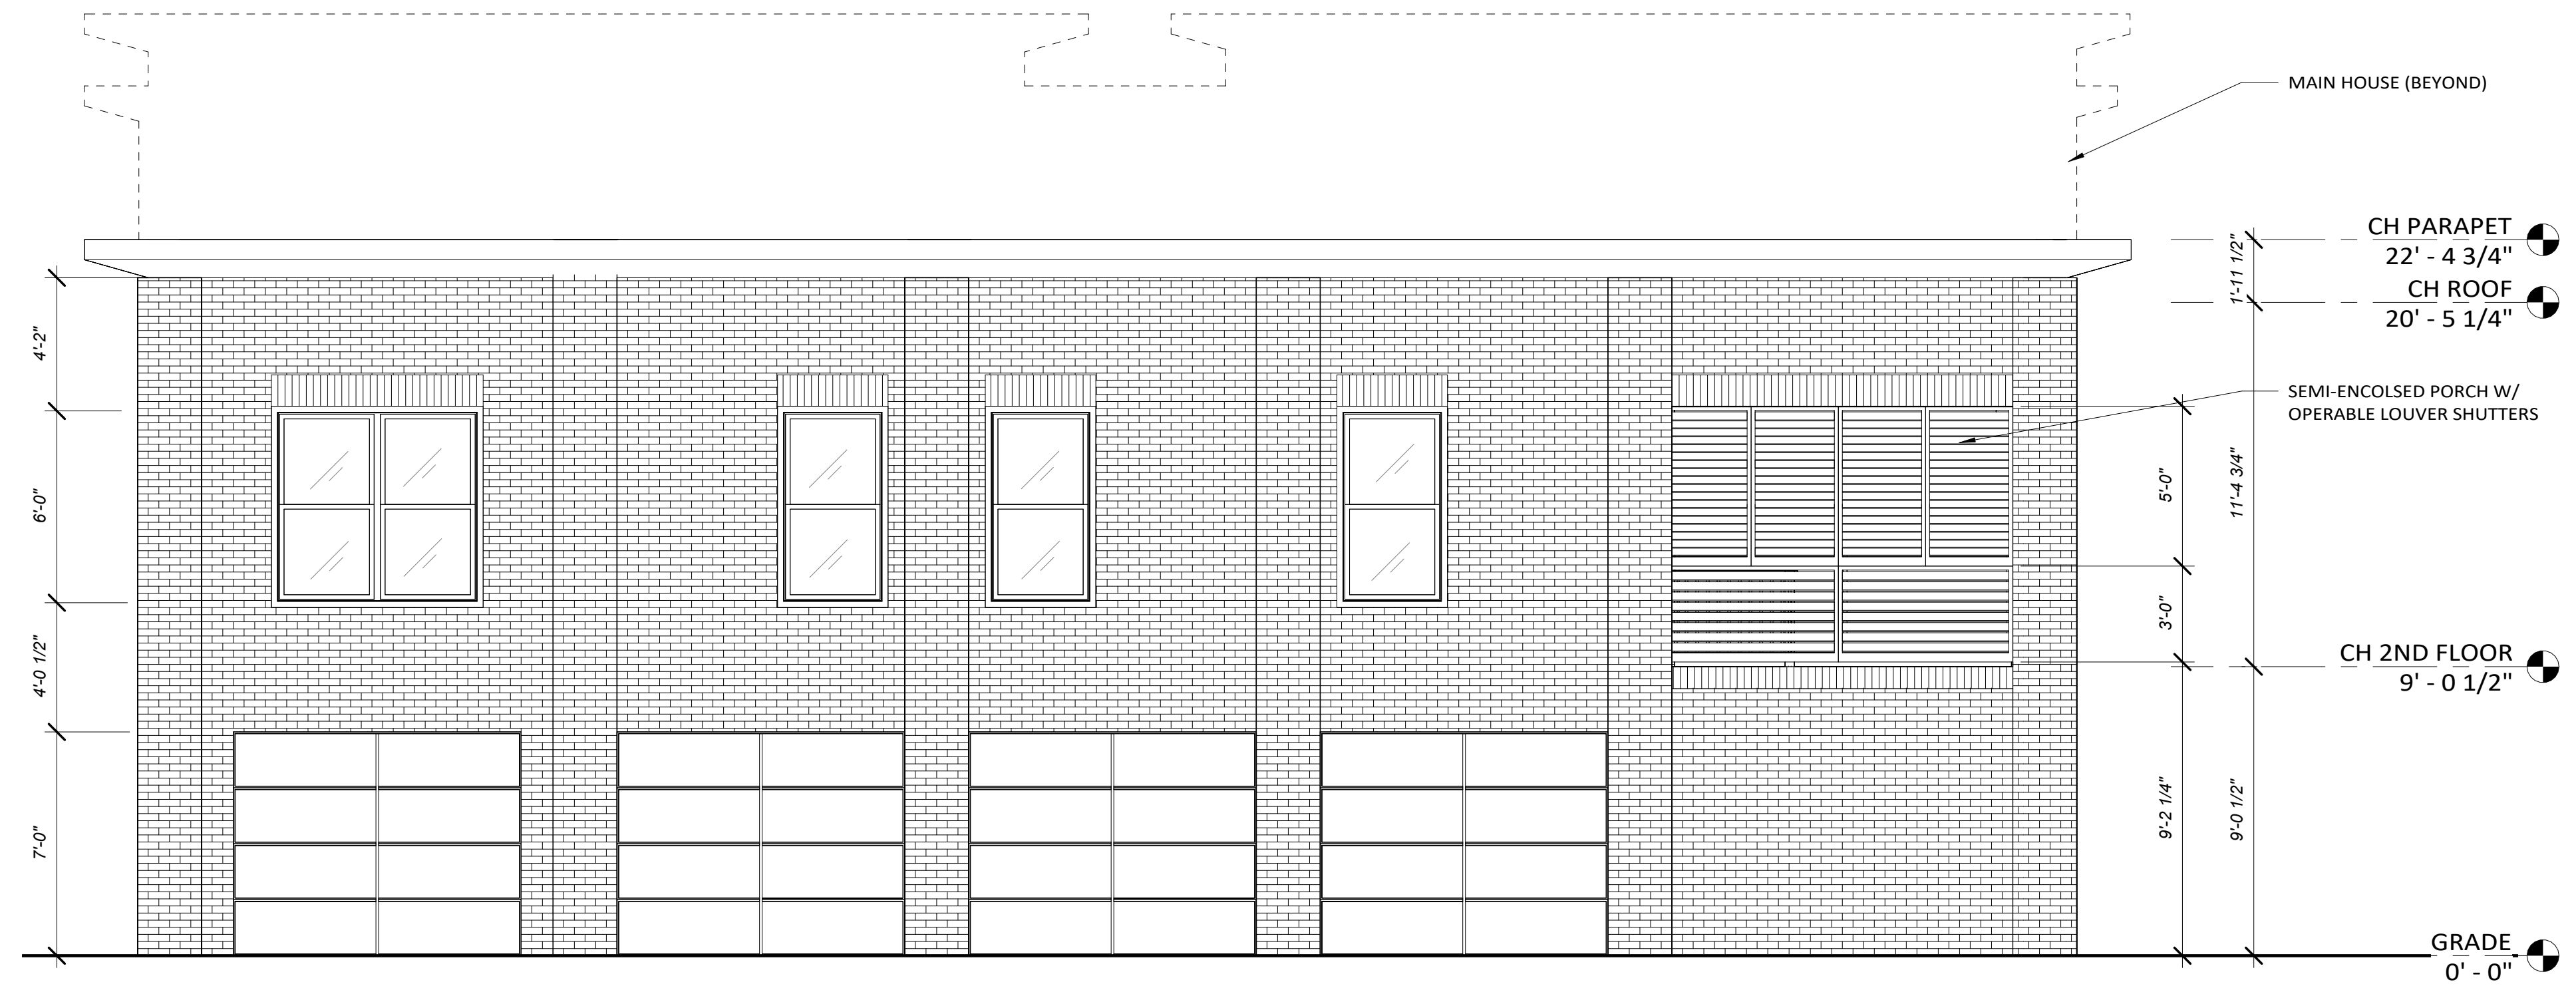 MAIN HOUSE (BEYOND)
CH PARAPET
22' - 4 3/4"
1'-11 1/2"
CH ROOF
20' - 5 1/4"
4'-2"
SEMI-ENCOLSED PORCH W/
OPERABLE LOUVER SHUTTERS
6'-0"
5'-0"
11'-4 3/4"
3'-0"
4'-0 1/2"
CH 2ND FLOOR
9' - 0 1/2"
7'-0"
9'-2 1/4"
9'-0 1/2"
GRADE
0' - 0"